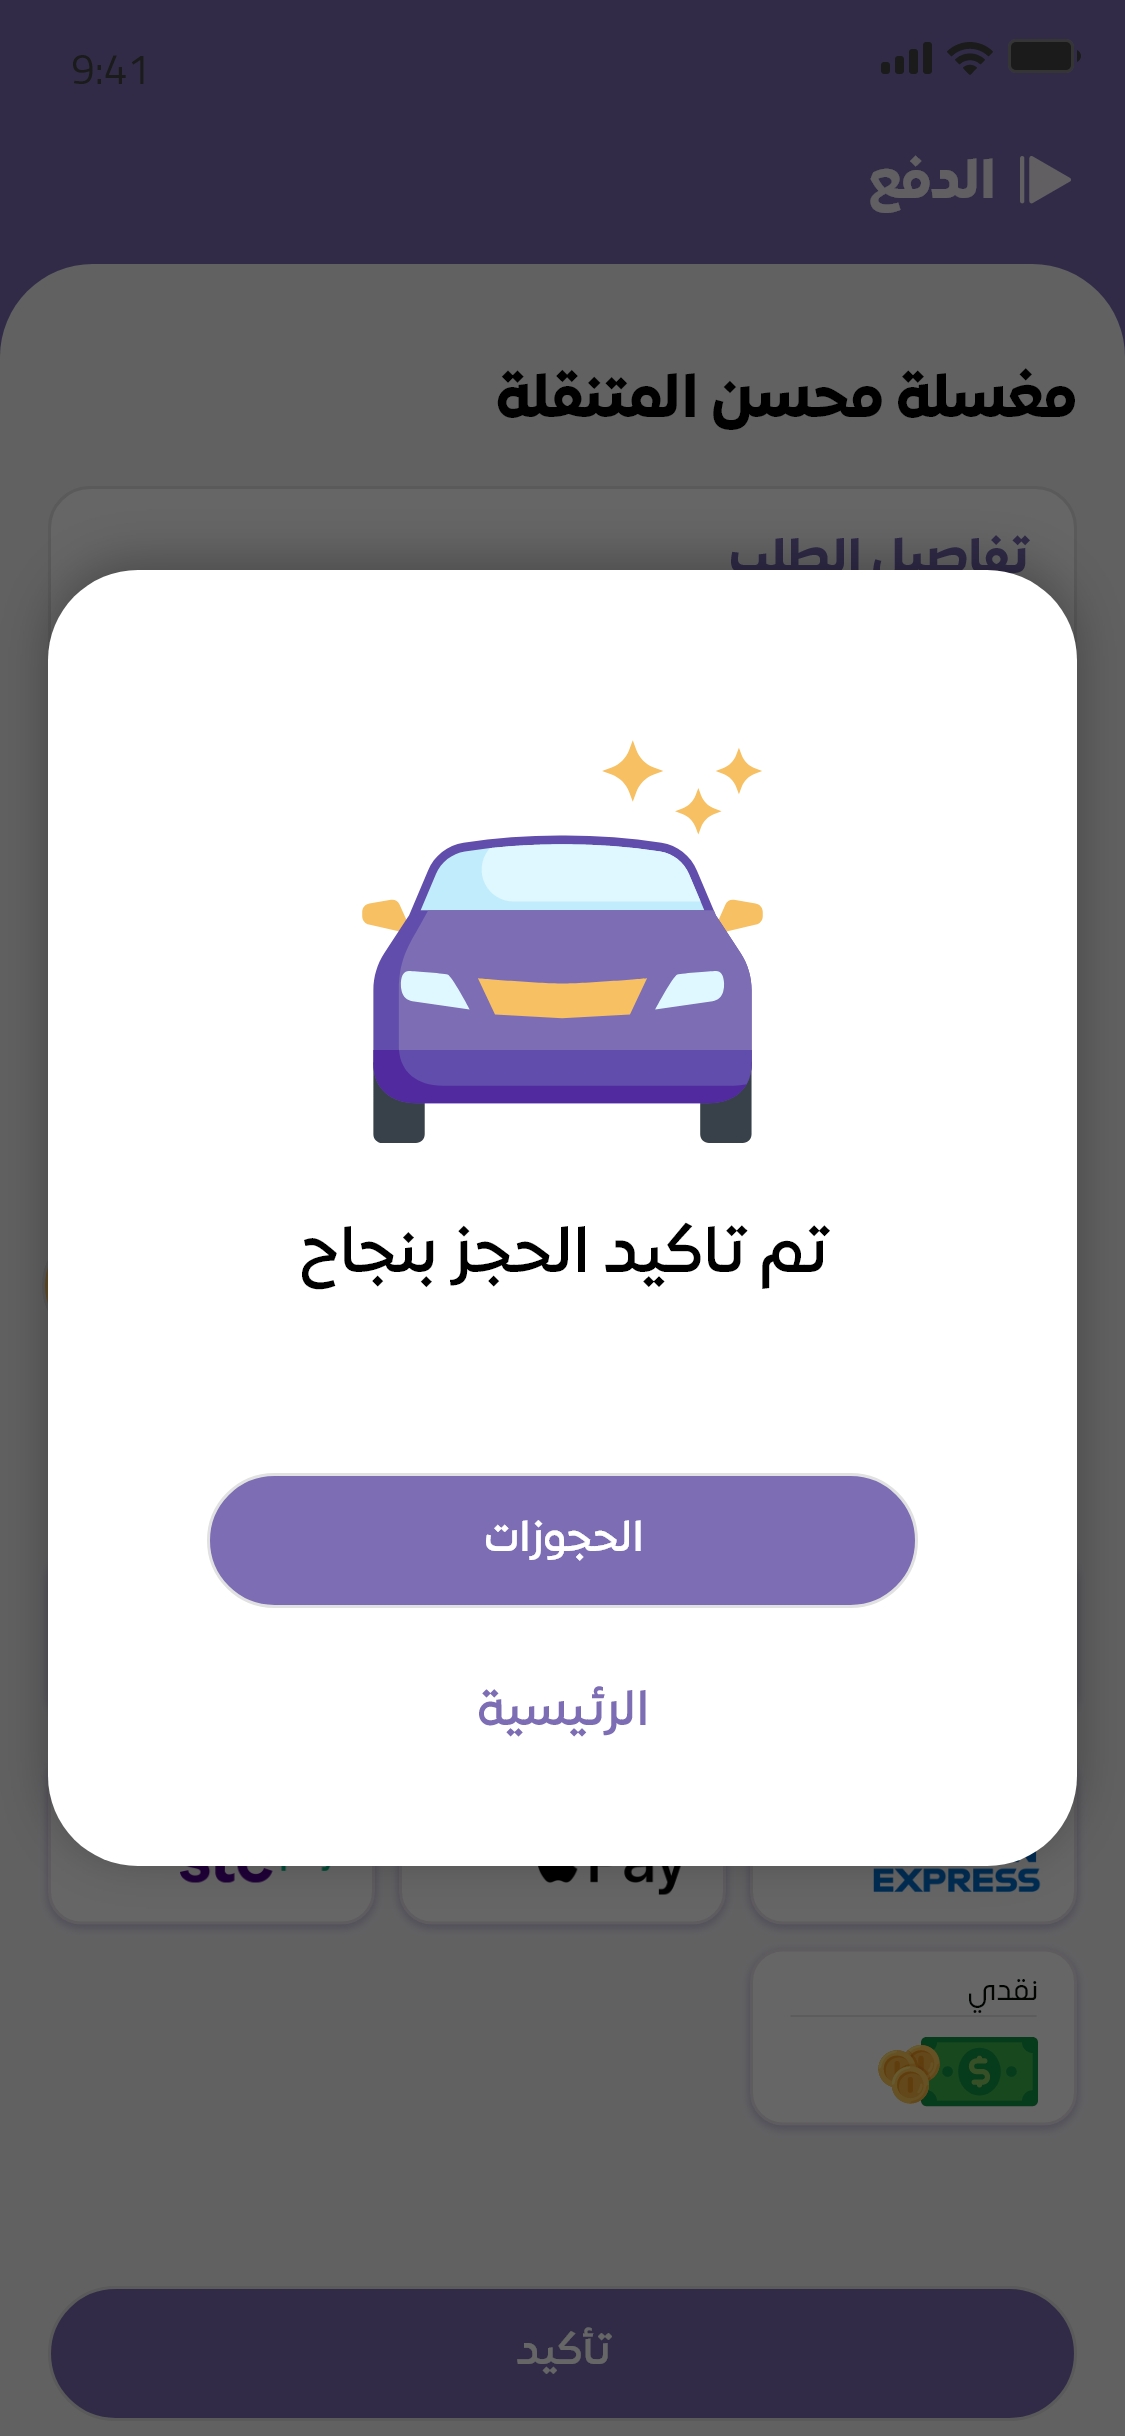 9:41
الدفع
مغسلة محسن المتنقلة
تفاصيل الطلب
تم تاكيد الحجز بنجاح
الحجوزات
الرئيسية
stc Pay
EXPRESS
نقدي
تأكيد